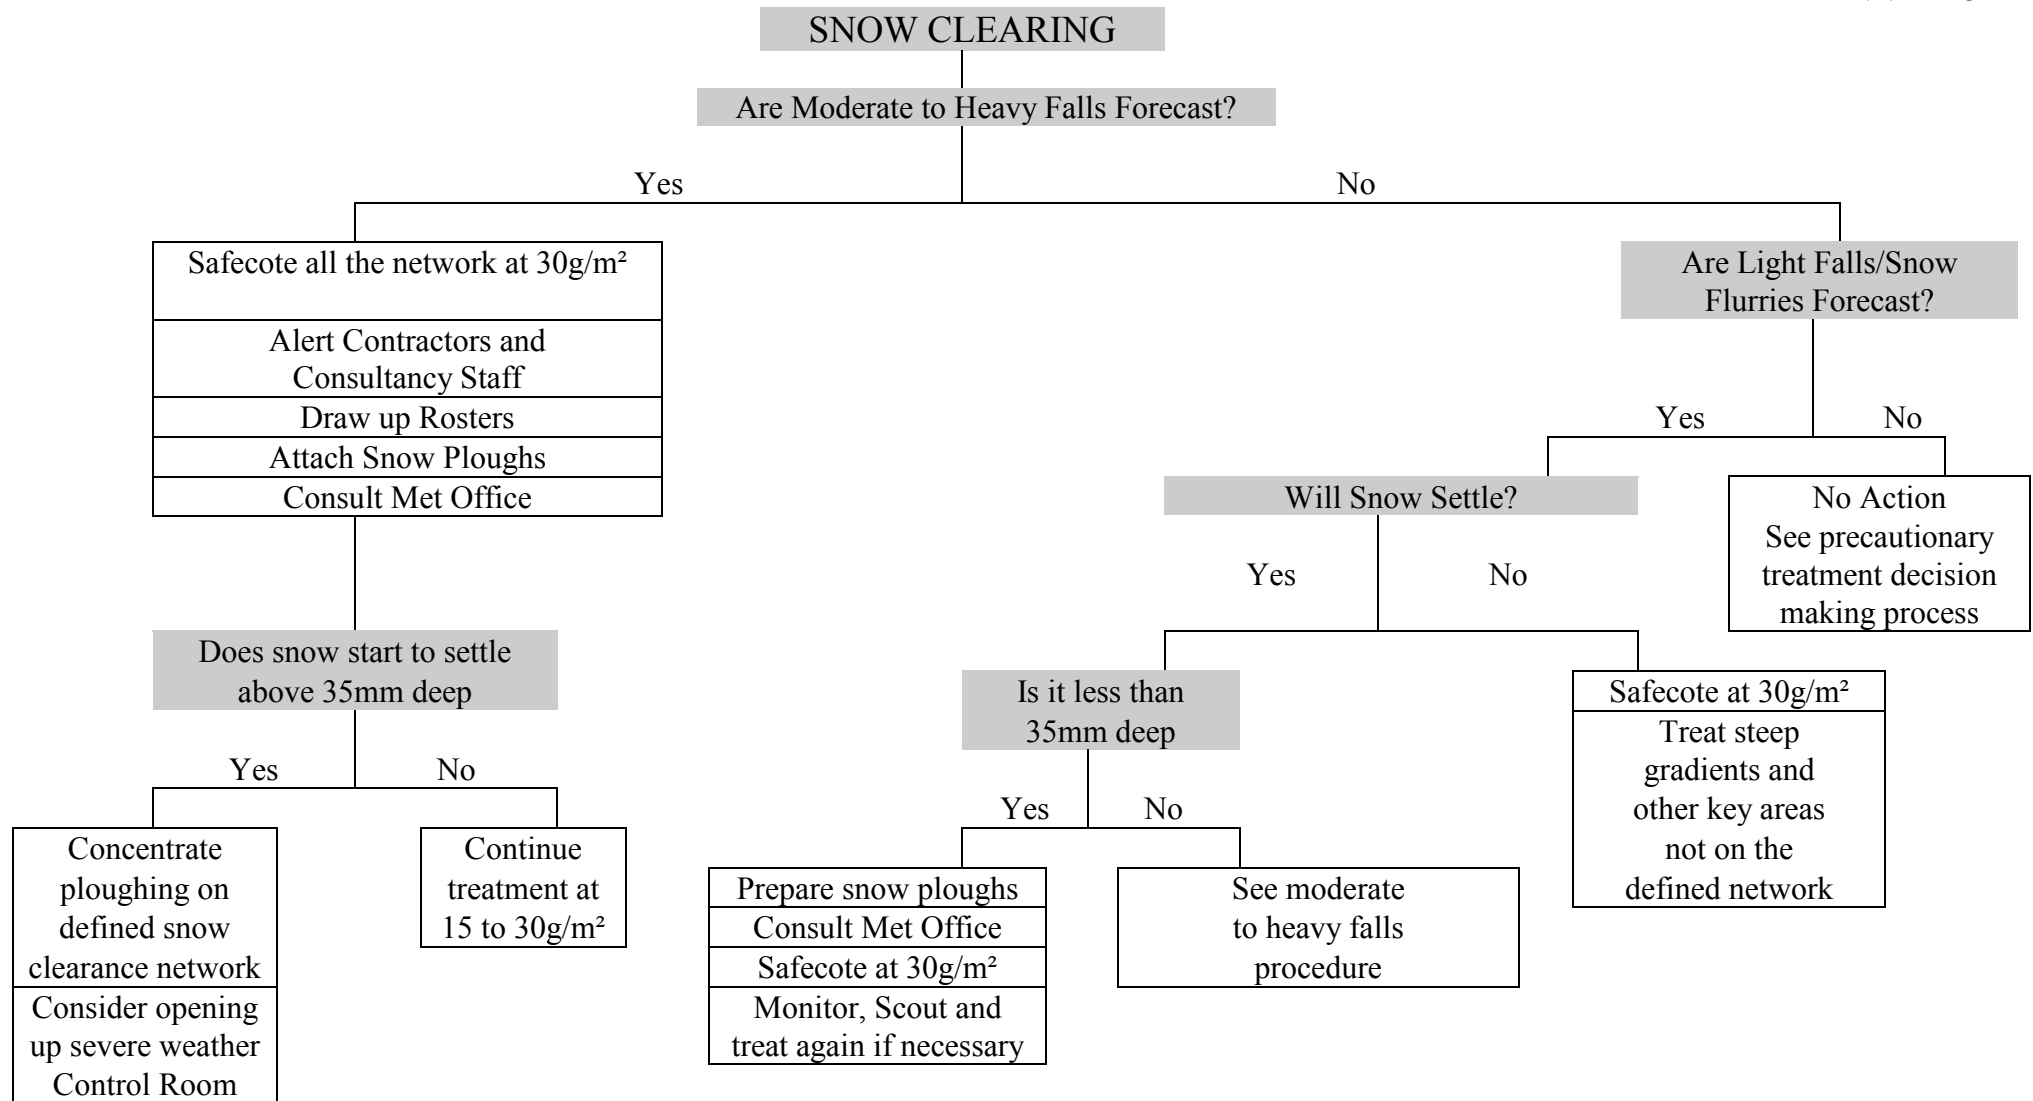 SNOW CLEARING
Are Moderate to Heavy Falls Forecast?
Yes
No
Safecote all the network at 30g/m²
Alert Contractors and
Consultancy Staff
Draw up Rosters
Attach Snow Ploughs
Consult Met Office
Are Light Falls/Snow
Flurries Forecast?
Yes
No
Will Snow Settle?
No Action
See precautionary
treatment decision
making process
Yes
No
Does snow start to settle
above 35mm deep
Is it less than
35mm deep
Safecote at 30g/m²
Treat steep
gradients and
other key areas
not on the
defined network
Yes
No
Yes
No
Concentrate
ploughing on
defined snow
clearance network
Consider opening
up severe weather
Control Room
Continue
treatment at
15 to 30g/m²
Prepare snow ploughs
Consult Met Office
Safecote at 30g/m²
Monitor, Scout and
treat again if necessary
See moderate
to heavy falls
procedure